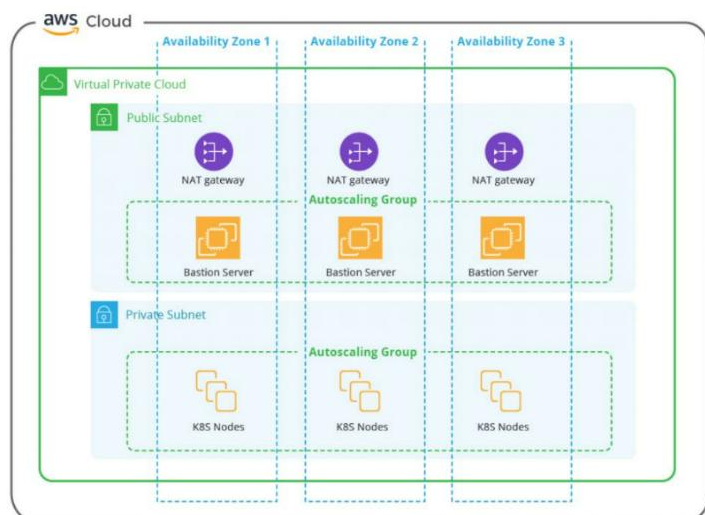 aws Cloud
Availability Zone 1 Availability Zone 2 Availability Zone 3
Virtual Private Cloud
Public Subnet
NAT gateway NAT gateway NAT gateway
Autoscaling Group
Bastion Server Bastion Server Bastion Server
Private Subnet
Autoscaling Group
K8S Nodes K8S Nodes K8S Nodes